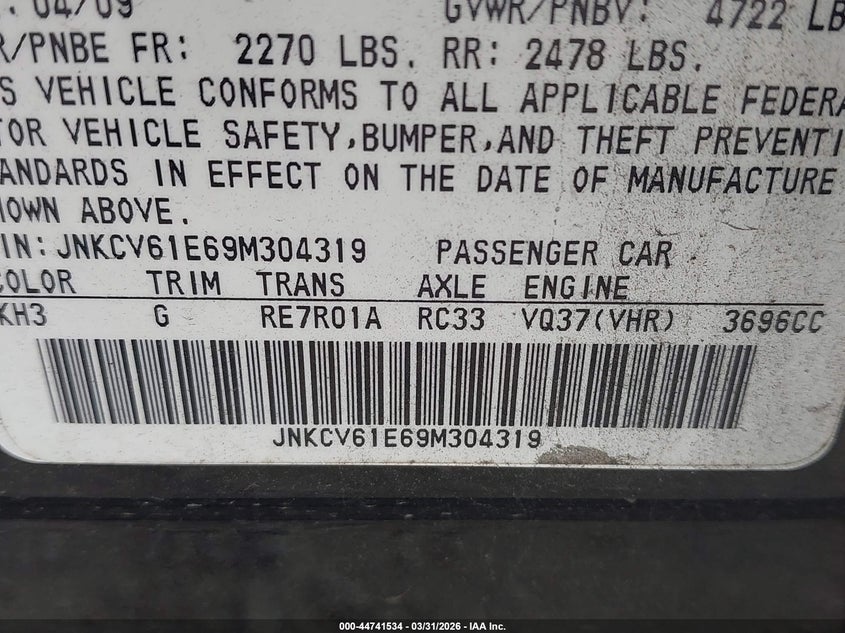 04/09 GVWR/PNBV: 4722 LB
R/PNBE FR: 2270 LBS. RR: 2478 LBS.
S VEHICLE CONFORMS TO ALL APPLICABLE FEDERA
TOR VEHICLE SAFETY,BUMPER,AND THEFT PREVENTI
ANDARDS IN EFFECT ON THE DATE OF MANUFACTURE
HOWN ABOVE.
IN: JNKCV61E69M304319 PASSENGER CAR
COLOR TRIM TRANS AXLE ENGINE
KH3 G RE7R01A RC33 VQ37(VHR) 3696CC
JNKCV61E69M304319
000-44741534 — 03/31/2026 — IAA Inc.